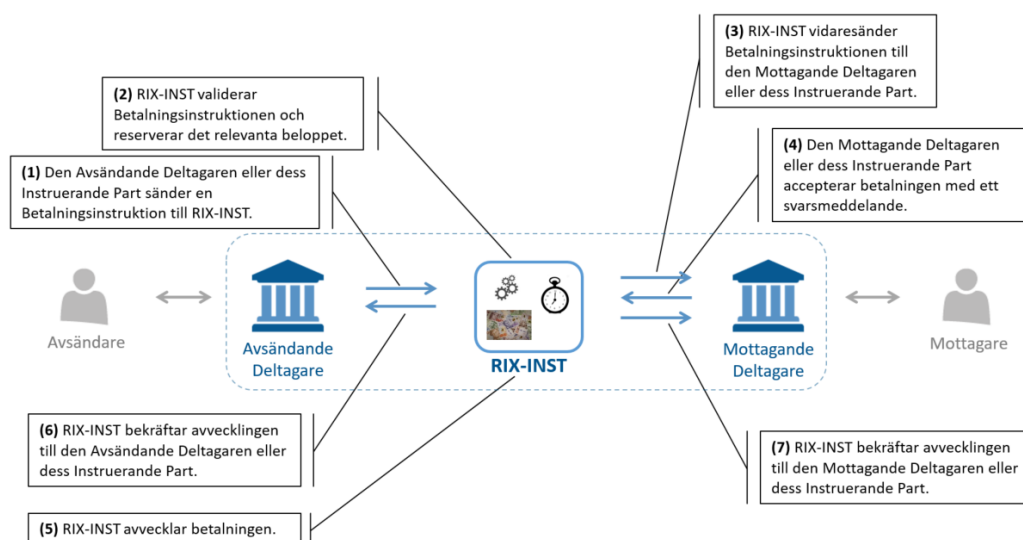 (1) Den Avsändande Deltagaren eller dess
Instruerande Part sänder en
Betalningsinstruktion till RIX-INST.
(2) RIX-INST validerar
Betalningsinstruktionen och
reserverar det relevanta beloppet.
(3) RIX-INST vidaresänder
Betalningsinstruktionen till
den Mottagande Deltagaren
eller dess Instruerande Part.
(4) Den Mottagande Deltagaren
eller dess Instruerande Part
accepterar betalningen med ett
svarsmeddelande.
Avsändare
Avsändande
Deltagare
RIX-INST
Mottagande
Deltagare
Mottagare
(5) RIX-INST avvecklar betalningen.
(6) RIX-INST bekräftar avvecklingen
till den Avsändande Deltagaren eller
dess Instruerande Part.
(7) RIX-INST bekräftar avvecklingen
till den Mottagande Deltagaren eller
dess Instruerande Part.